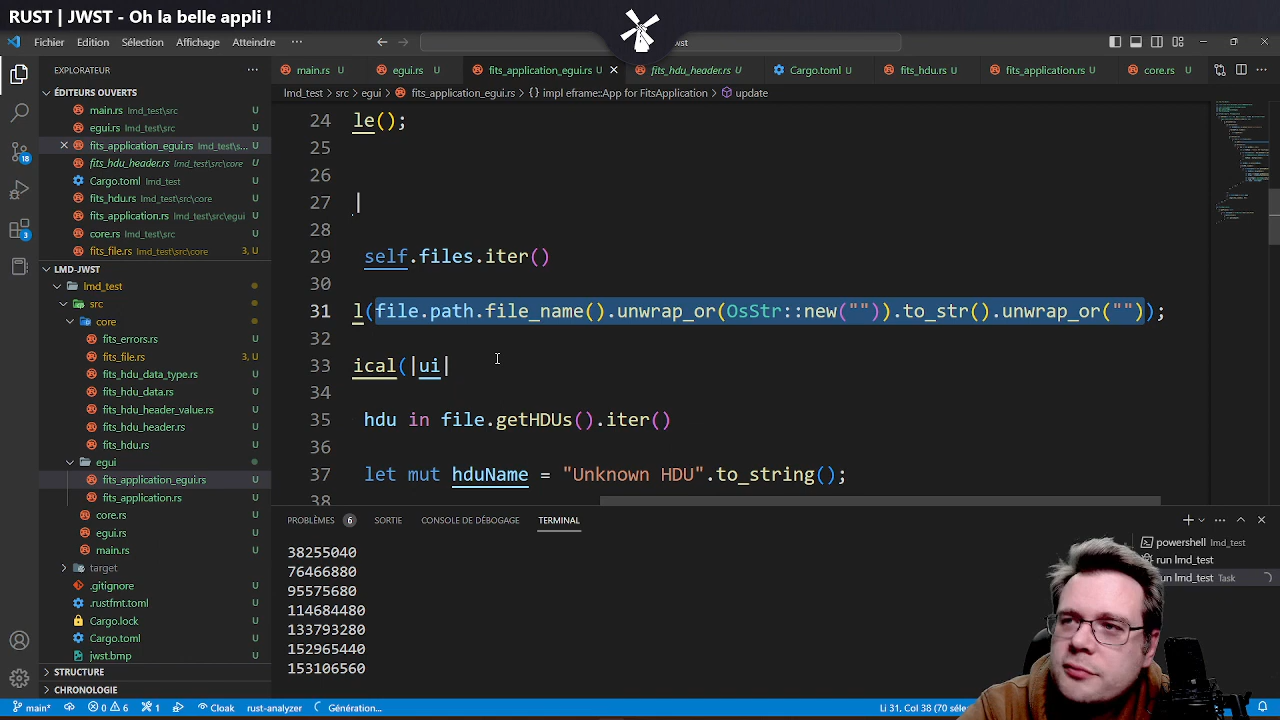 RUST | JWST - Oh la belle appli !
Fichier Edition Sélection Affichage Atteindre ··· wst
EXPLORATEUR ···
main.rs U egui.rs U fits_application_egui.rs U fits_hdu_header.rs U Cargo.toml U fits_hdu.rs U fits_application.rs U core.rs U
ÉDITEURS OUVERTS
main.rs lmd_test\src U
egui.rs lmd_test\src U
fits_application_egui.rs lmd_test\s... U
fits_hdu_header.rs lmd_test\src\core U
Cargo.toml lmd_test U
fits_hdu.rs lmd_test\src\core U
fits_application.rs lmd_test\src\egui U
core.rs lmd_test\src U
fits_file.rs lmd_test\src\core 3, U
LMD-JWST
lmd_test
src
core
fits_errors.rs U
fits_file.rs 3, U
fits_hdu_data_type.rs U
fits_hdu_data.rs U
fits_hdu_header_value.rs U
fits_hdu_header.rs U
fits_hdu.rs U
egui
fits_application_egui.rs U
fits_application.rs U
core.rs U
egui.rs U
main.rs U
target
.gitignore U
.rustfmt.toml U
Cargo.lock U
Cargo.toml U
jwst.bmp U
STRUCTURE
CHRONOLOGIE
lmd_test > src > egui > fits_application_egui.rs > {} impl eframe::App for FitsApplication > update
24 le();
25
26
27 |
28
29 self.files.iter()
30
31 l(file.path.file_name().unwrap_or(OsStr::new("")).to_str().unwrap_or(""));
32
33 ical(|ui|
34
35 hdu in file.getHDUs().iter()
36
37 let mut hduName = "Unknown HDU".to_string();
38
PROBLÈMES 6 SORTIE CONSOLE DE DÉBOGAGE TERMINAL
38255040
76466880
95575680
114684480
133793280
152965440
153106560
powershell lmd_test
run lmd_test
run lmd_test Task
18
3
main* 0 6 1 Cloak rust-analyzer Génération... Li 31, Col 38 (70 sélec